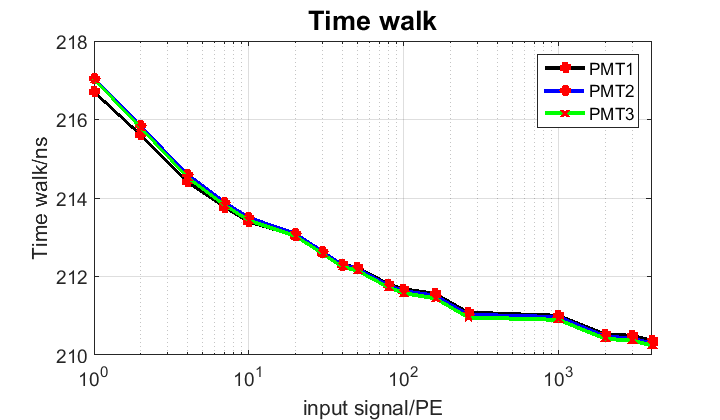 Time walk
218
216
214
212
210
Time walk/ns
10^0
10^1
10^2
10^3
input signal/PE
PMT1
PMT2
PMT3